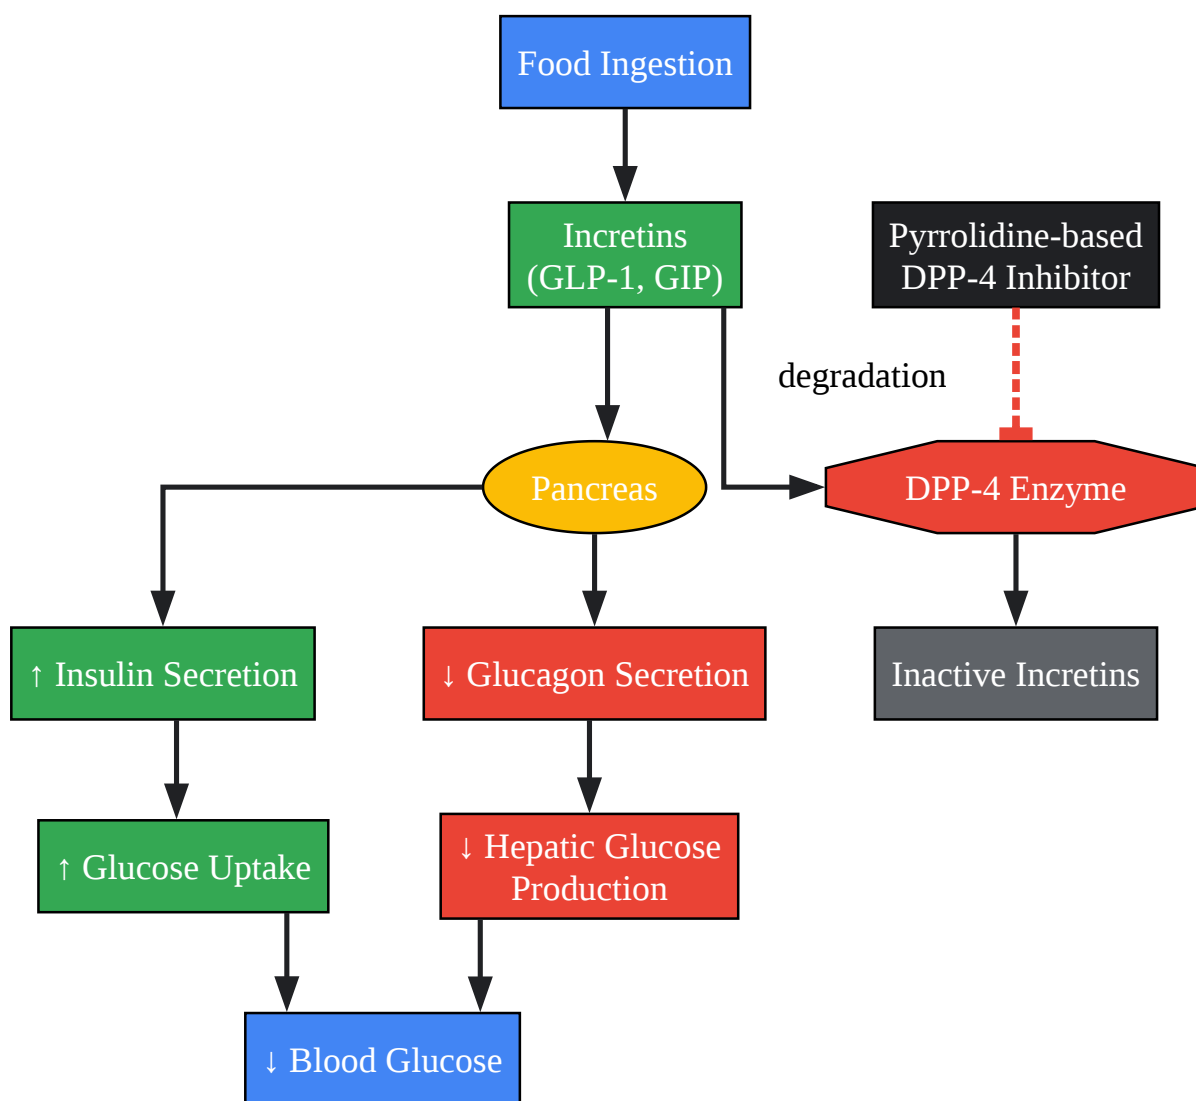 Food Ingestion
Incretins
(GLP-1, GIP)
Pyrrolidine-based
DPP-4 Inhibitor
degradation
Pancreas
DPP-4 Enzyme
↑ Insulin Secretion
↓ Glucagon Secretion
Inactive Incretins
↑ Glucose Uptake
↓ Hepatic Glucose
Production
↓ Blood Glucose